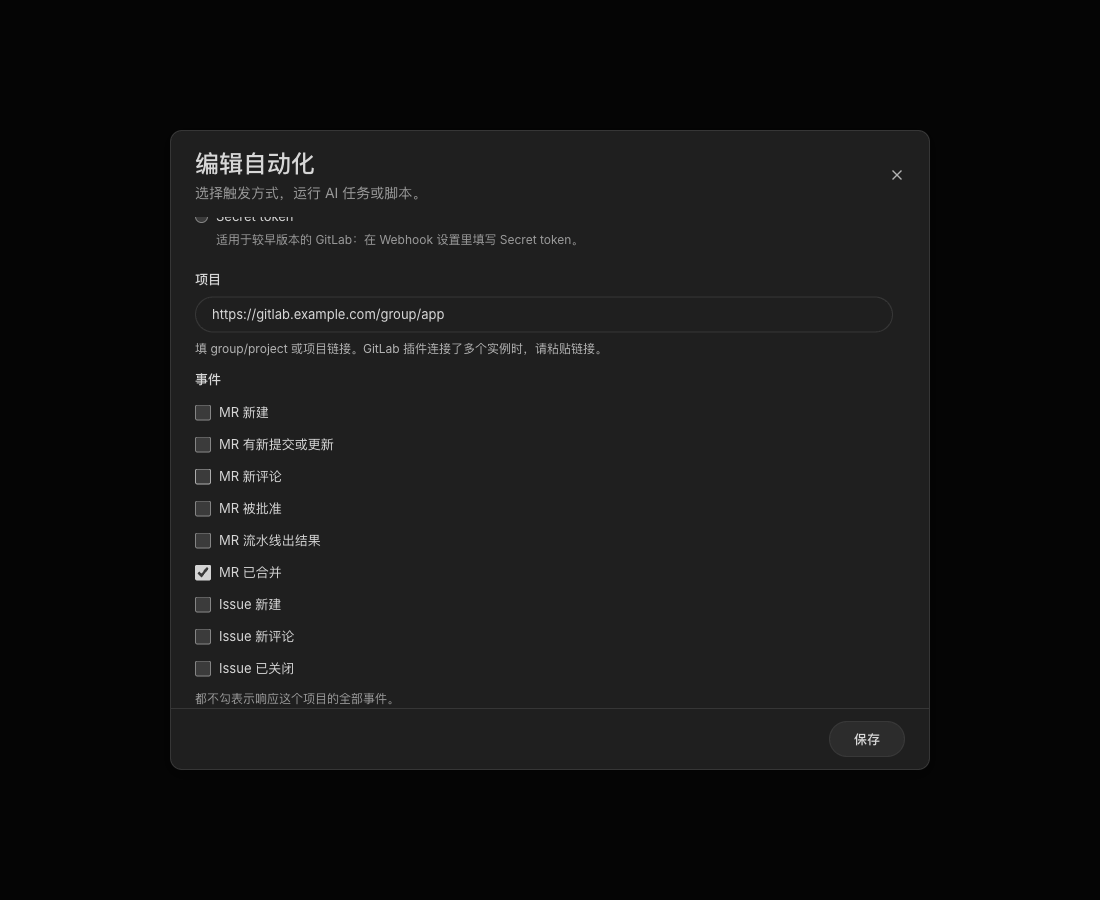 编辑自动化
选择触发方式，运行 AI 任务或脚本。
Secret token
适用于较早版本的 GitLab：在 Webhook 设置里填写 Secret token。
项目
https://gitlab.example.com/group/app
填 group/project 或项目链接。GitLab 插件连接了多个实例时，请粘贴链接。
事件
MR 新建
MR 有新提交或更新
MR 新评论
MR 被批准
MR 流水线出结果
MR 已合并
Issue 新建
Issue 新评论
Issue 已关闭
都不勾表示响应这个项目的全部事件。
保存